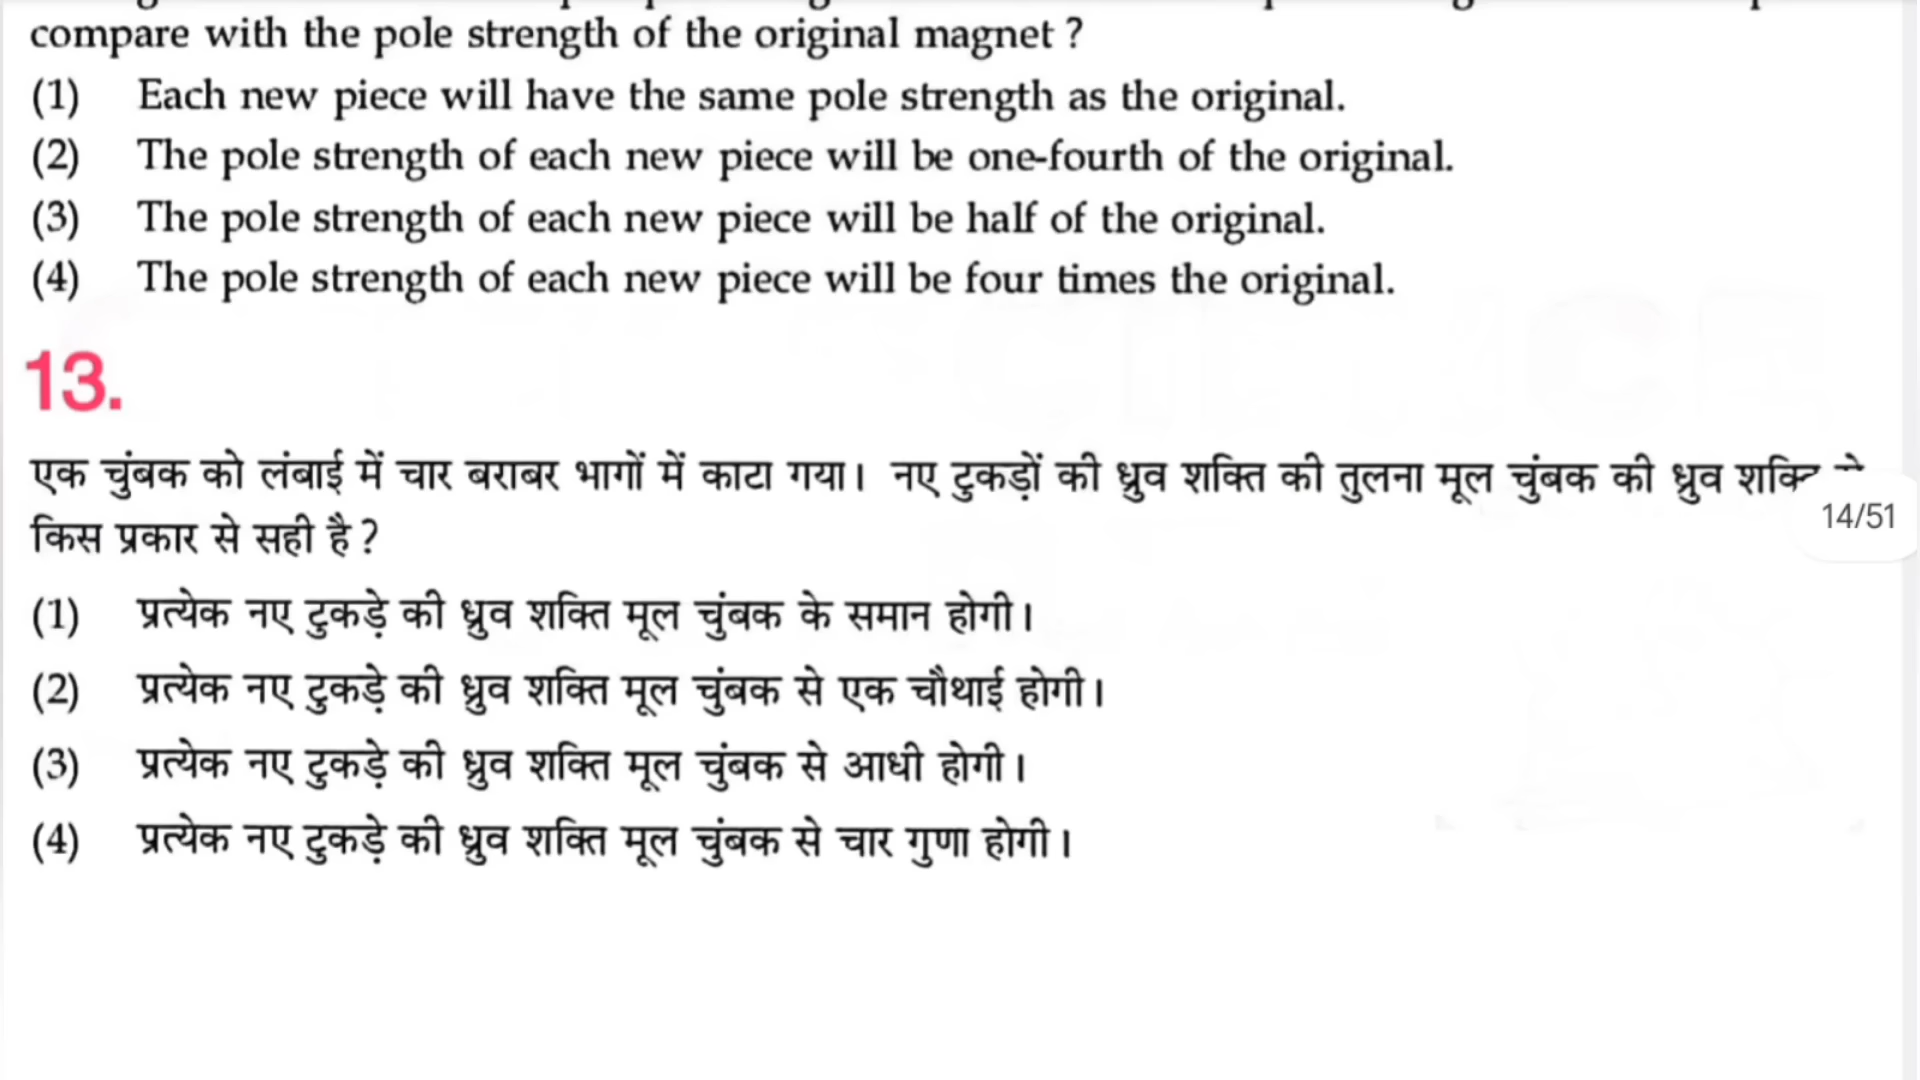 compare with the pole strength of the original magnet ?
(1) Each new piece will have the same pole strength as the original.
(2) The pole strength of each new piece will be one-fourth of the original.
(3) The pole strength of each new piece will be half of the original.
(4) The pole strength of each new piece will be four times the original.
13.
एक चुंबक को लंबाई में चार बराबर भागों में काटा गया। नए टुकड़ों की ध्रुव शक्ति की तुलना मूल चुंबक की ध्रुव शक्ति
14/51
किस प्रकार से सही है ?
(1) प्रत्येक नए टुकड़े की ध्रुव शक्ति मूल चुंबक के समान होगी।
(2) प्रत्येक नए टुकड़े की ध्रुव शक्ति मूल चुंबक से एक चौथाई होगी।
(3) प्रत्येक नए टुकड़े की ध्रुव शक्ति मूल चुंबक से आधी होगी।
(4) प्रत्येक नए टुकड़े की ध्रुव शक्ति मूल चुंबक से चार गुणा होगी।